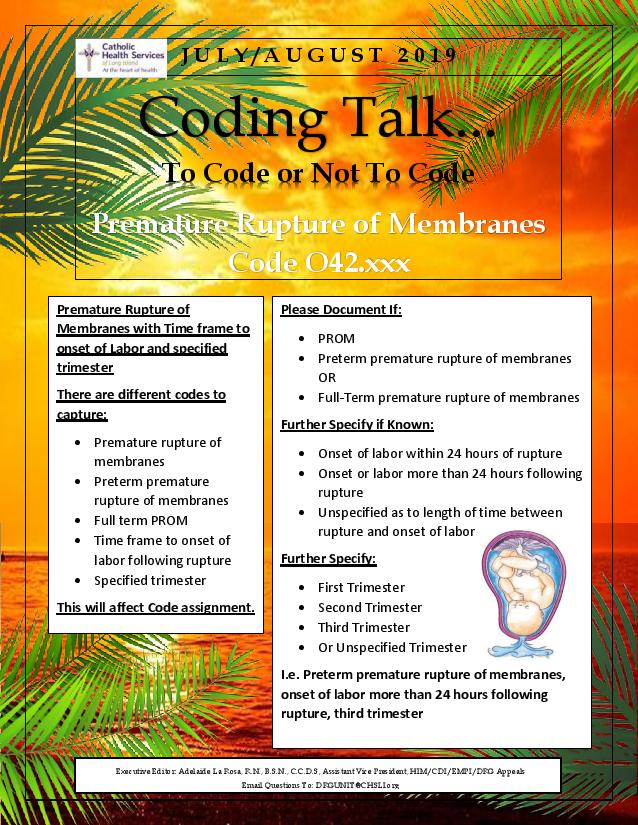 Catholic
Health Services
of Long Island
At the heart of health
JULY/AUGUST 2019
Coding Talk...
To Code or Not To Code
Premature Rupture of Membranes
Code O42.xxx
Premature Rupture of
Membranes with Time frame to
onset of Labor and specified
trimester
There are different codes to
capture:
• Premature rupture of
membranes
• Preterm premature
rupture of membranes
• Full term PROM
• Time frame to onset of
labor following rupture
• Specified trimester
This will affect Code assignment.
Please Document If:
• PROM
• Preterm premature rupture of membranes
OR
• Full-Term premature rupture of membranes
Further Specify if Known:
• Onset of labor within 24 hours of rupture
• Onset or labor more than 24 hours following
rupture
• Unspecified as to length of time between
rupture and onset of labor
Further Specify:
• First Trimester
• Second Trimester
• Third Trimester
• Or Unspecified Trimester
I.e. Preterm premature rupture of membranes,
onset of labor more than 24 hours following
rupture, third trimester
Executive Editor: Adelaide La Rosa, R.N., B.S.N., C.C.D.S., Assistant Vice President, HIM/CDI/EMPI/DRG Appeals
Email Questions To: DRGUNIT@CHSLI.org